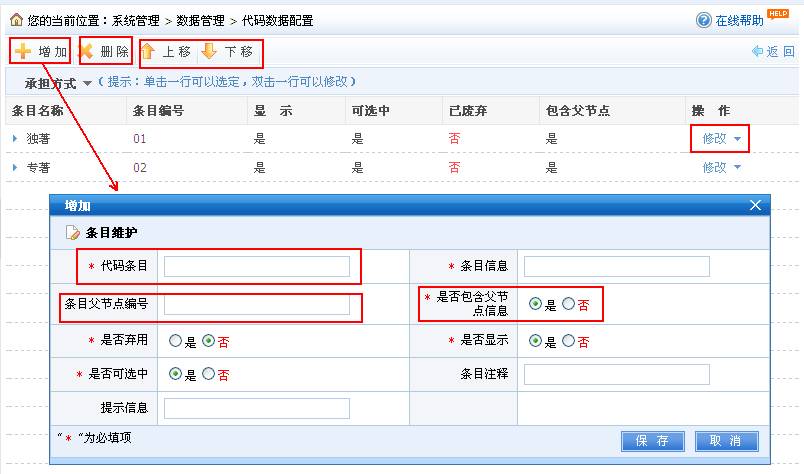 您的当前位置：系统管理 > 数据管理 > 代码数据配置 在线帮助 HELP
增加 删除 上移 下移 返回
承担方式 （提示：单击一行可以选定，双击一行可以修改）
条目名称 条目编号 显 示 可选中 已废弃 包含父节点 操 作
独著 01 是 是 否 是 修改
专著 02 是 是 否 是 修改
增加
条目维护
* 代码条目 * 条目信息
条目父节点编号 * 是否包含父节点信息 是 否
* 是否弃用 是 否 * 是否显示 是 否
* 是否可选中 是 否 条目注释
提示信息
“ * “为必填项 保 存 取 消